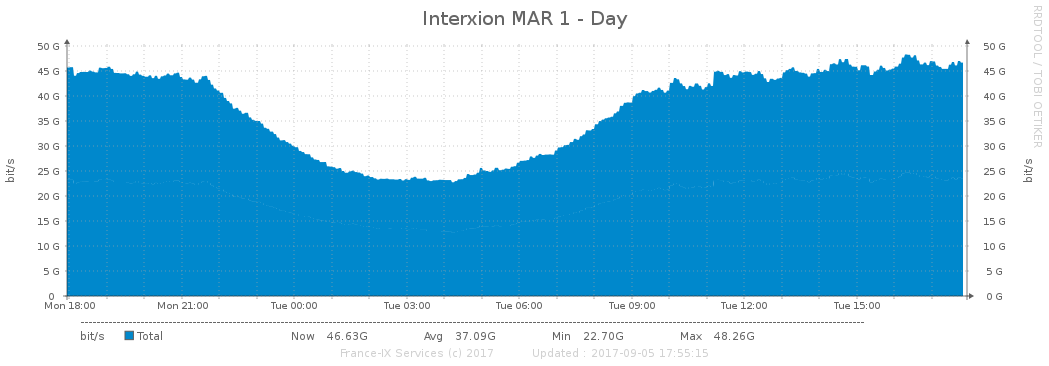 Interxion MAR 1 - Day
RRDTOOL / TOBI OETIKER
bit/s
50 G 50 G
45 G 45 G
40 G 40 G
35 G 35 G
30 G 30 G
25 G 25 G
20 G 20 G
15 G 15 G
10 G 10 G
5 G 5 G
0 0 G
bit/s
Mon 18:00 Mon 21:00 Tue 00:00 Tue 03:00 Tue 06:00 Tue 09:00 Tue 12:00 Tue 15:00
bit/s Total Now 46.63G Avg 37.09G Min 22.70G Max 48.26G
France-IX Services (c) 2017 Updated : 2017-09-05 17:55:15